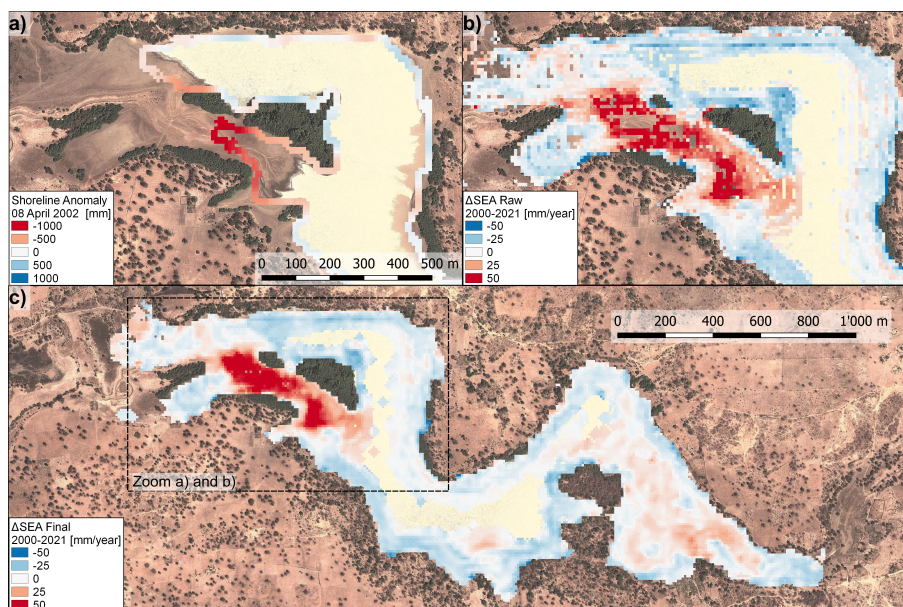 a)
Shoreline Anomaly
08 April 2002 [mm]
-1000
-500
0
500
1000
0 100 200 300 400 500 m
b)
ΔSEA Raw
2000-2021 [mm/year]
-50
-25
0
25
50
c)
0 200 400 600 800 1'000 m
Zoom a) and b)
ΔSEA Final
2000-2021 [mm/year]
-50
-25
0
25
50